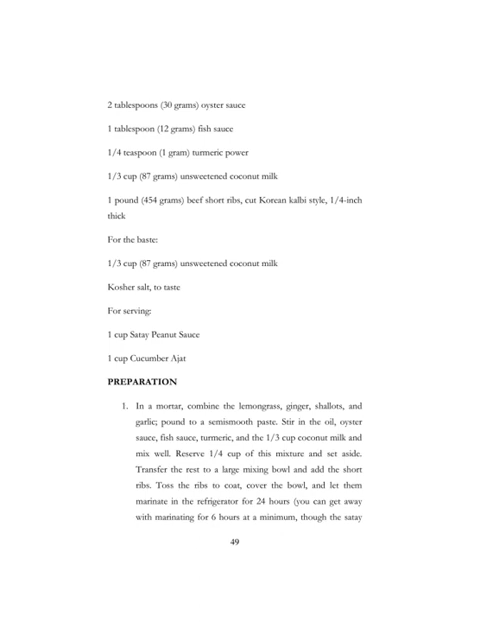 2 tablespoons (30 grams) oyster sauce
1 tablespoon (12 grams) fish sauce
1/4 teaspoon (1 gram) turmeric power
1/3 cup (87 grams) unsweetened coconut milk
1 pound (454 grams) beef short ribs, cut Korean kalbi style, 1/4-inch
thick
For the baste:
1/3 cup (87 grams) unsweetened coconut milk
Kosher salt, to taste
For serving:
1 cup Satay Peanut Sauce
1 cup Cucumber Ajat
PREPARATION
1. In a mortar, combine the lemongrass, ginger, shallots, and
garlic; pound to a semismooth paste. Stir in the oil, oyster
sauce, fish sauce, turmeric, and the 1/3 cup coconut milk and
mix well. Reserve 1/4 cup of this mixture and set aside.
Transfer the rest to a large mixing bowl and add the short
ribs. Toss the ribs to coat, cover the bowl, and let them
marinate in the refrigerator for 24 hours (you can get away
with marinating for 6 hours at a minimum, though the satay
49